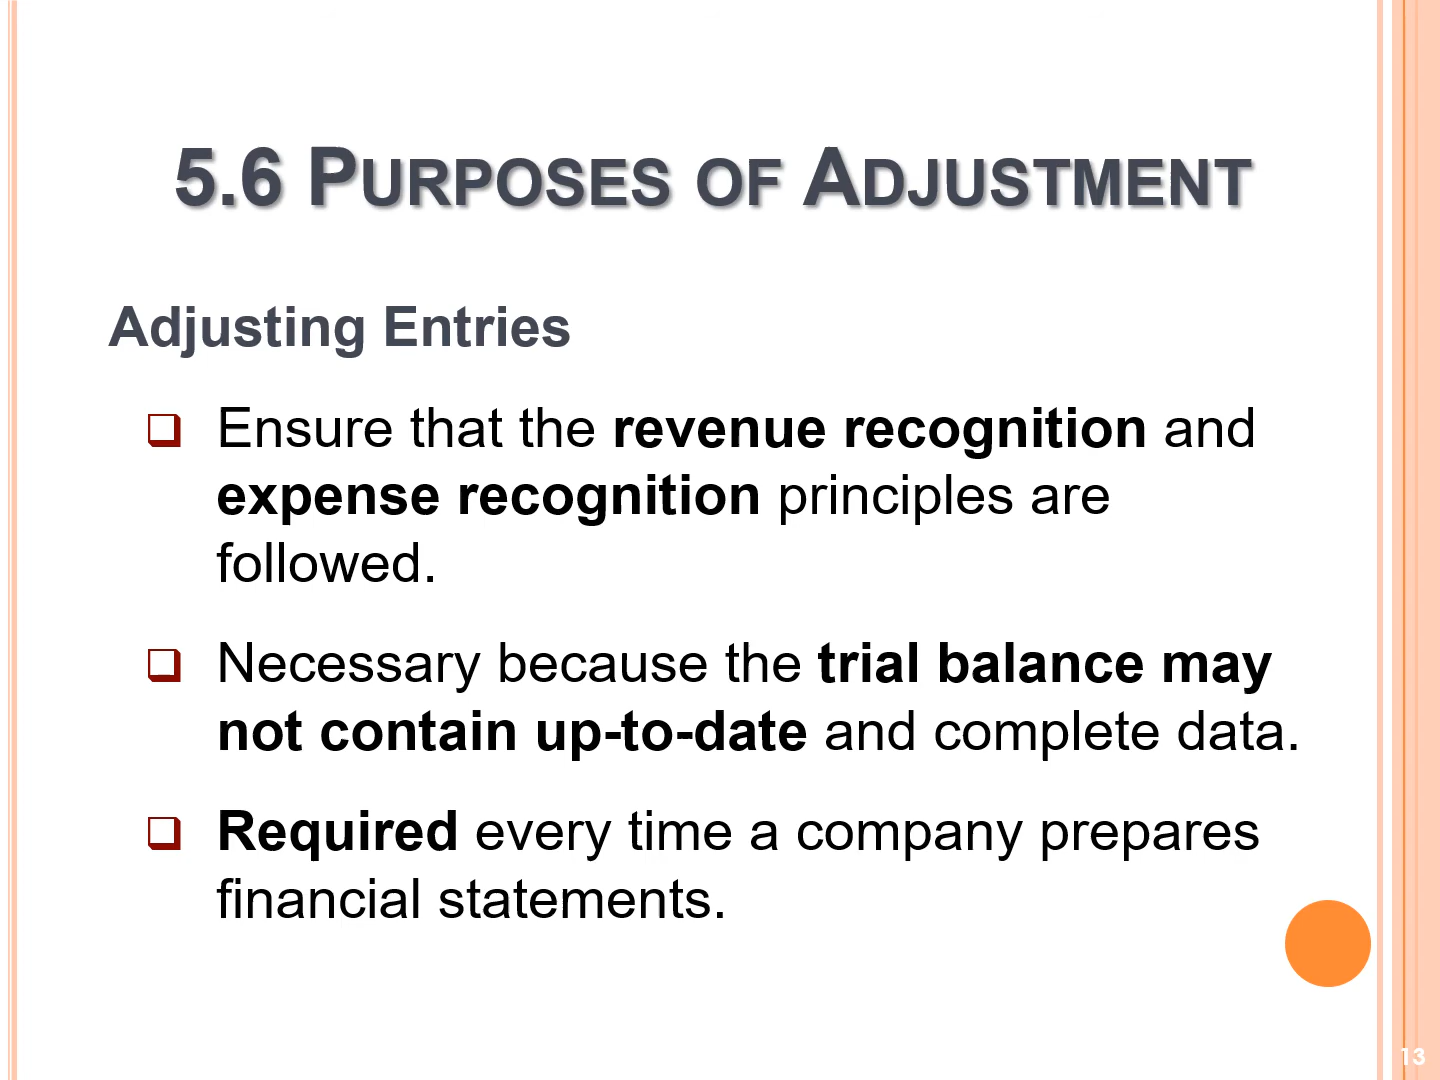 5.6 PURPOSES OF ADJUSTMENT
Adjusting Entries
Ensure that the revenue recognition and
expense recognition principles are
followed.
Necessary because the trial balance may
not contain up-to-date and complete data.
Required every time a company prepares
financial statements.
13